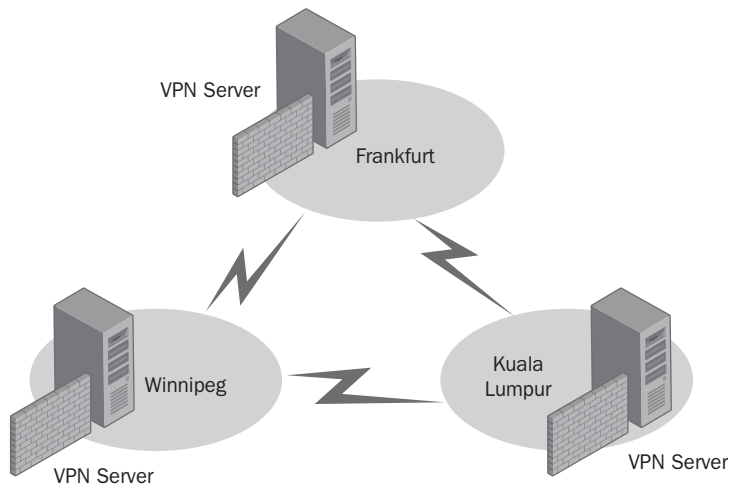 VPN Server
Frankfurt
Winnipeg
VPN Server
Kuala
Lumpur
VPN Server